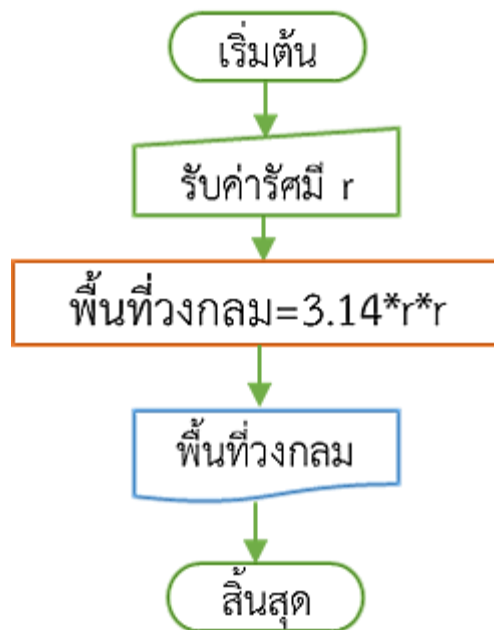 เริ่มต้น
รับค่ารัศมี r
พื้นที่วงกลม=3.14*r*r
พื้นที่วงกลม
สิ้นสุด